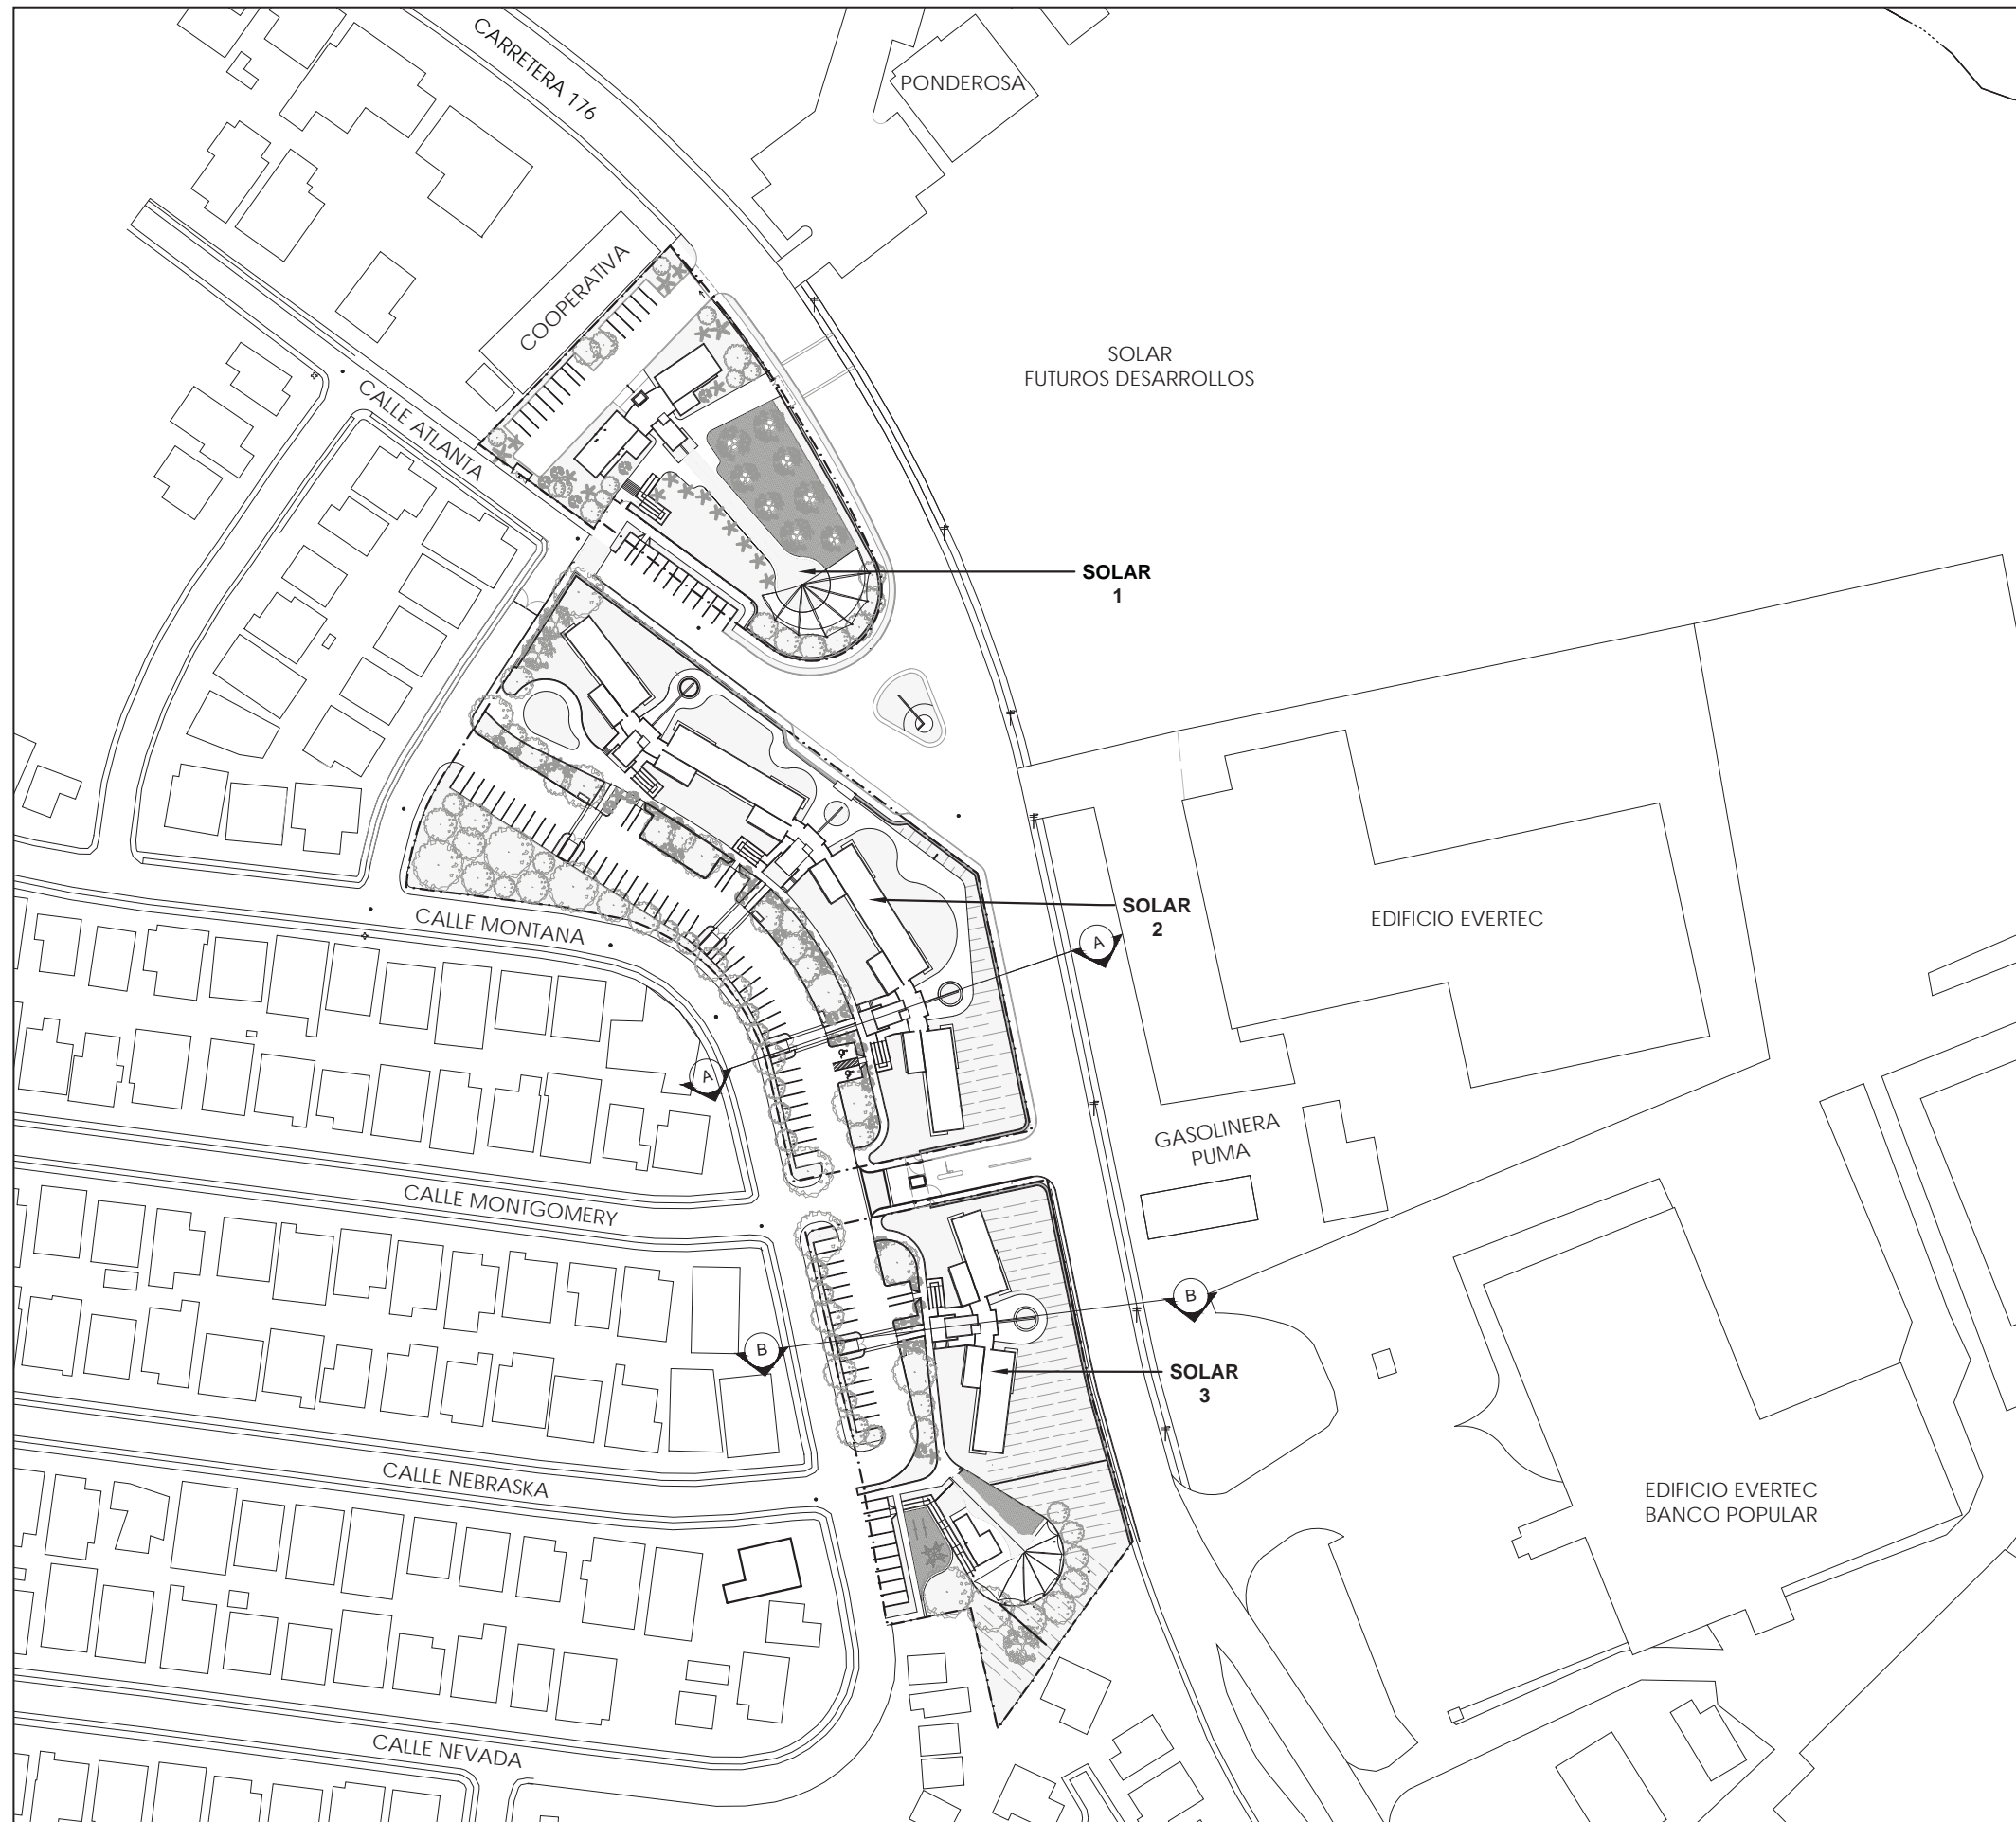 CARRETERA 176
PONDEROSA
COOPERATIVA
SOLAR
FUTUROS DESARROLLOS
CALLE ATLANTA
SOLAR
1
SOLAR
2
EDIFICIO EVERTEC
CALLE MONTANA
A
A
GASOLINERA
PUMA
CALLE MONTGOMERY
B
B
SOLAR
3
CALLE NEBRASKA
EDIFICIO EVERTEC
BANCO POPULAR
CALLE NEVADA